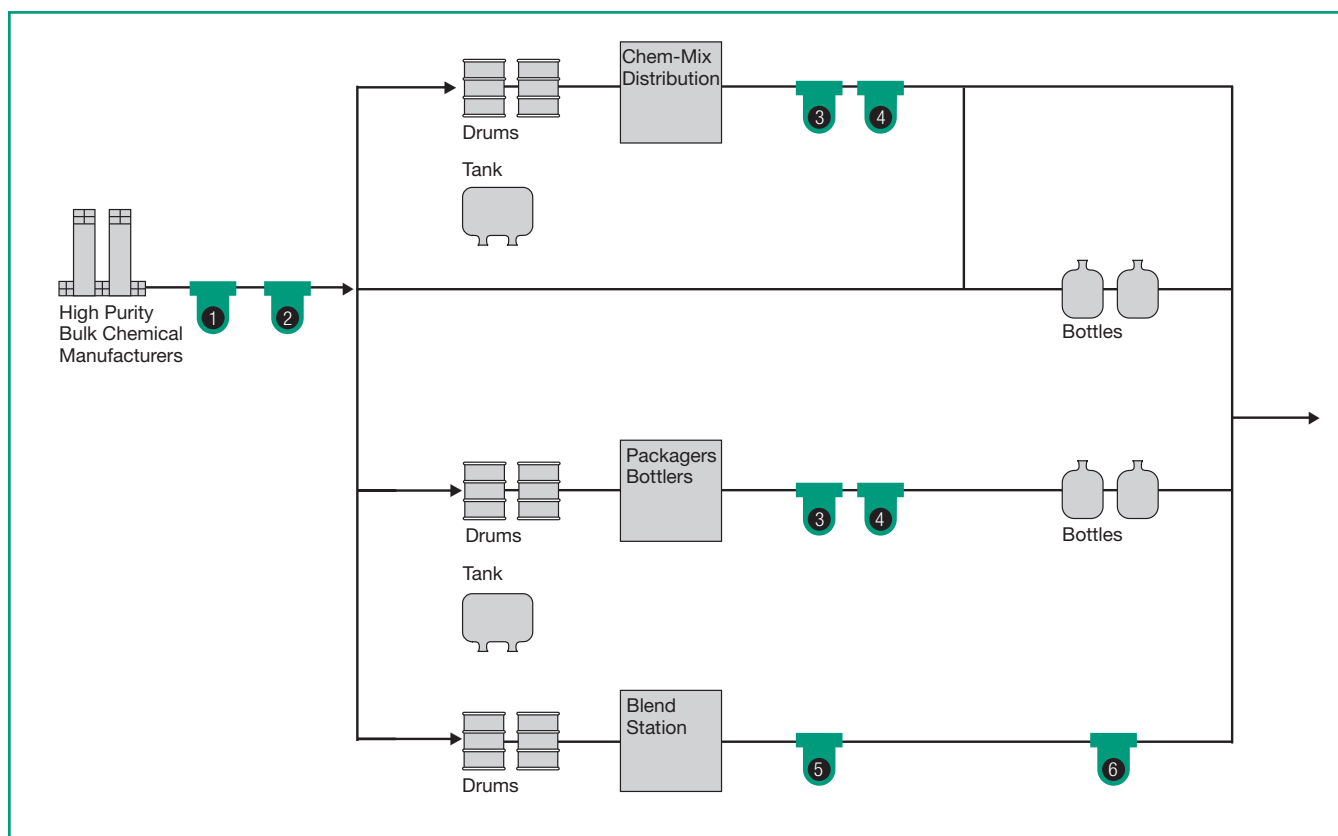 Chem-Mix
Distribution
3
4
Drums
Tank
High Purity
Bulk Chemical
Manufacturers
1
2
Bottles
Packagers
Bottlers
3
4
Drums
Bottles
Tank
Blend
Station
5
6
Drums